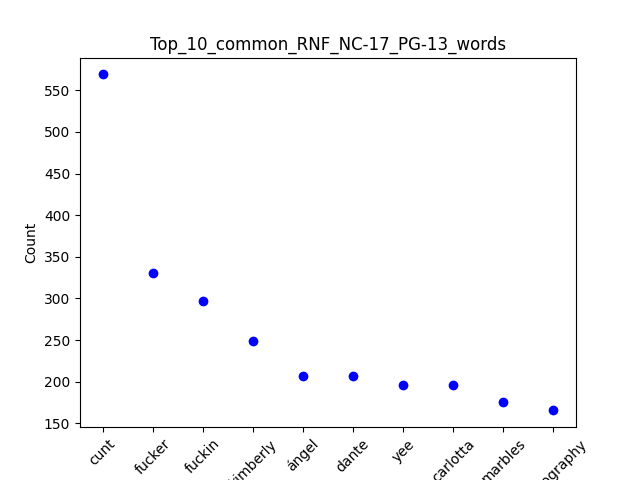 Top_10_common_RNF_NC-17_PG-13_words
Count
550
500
450
400
350
300
250
200
150
cunt
fucker
fuckin
imberly
ángel
dante
yee
carlotta
marbles
ography